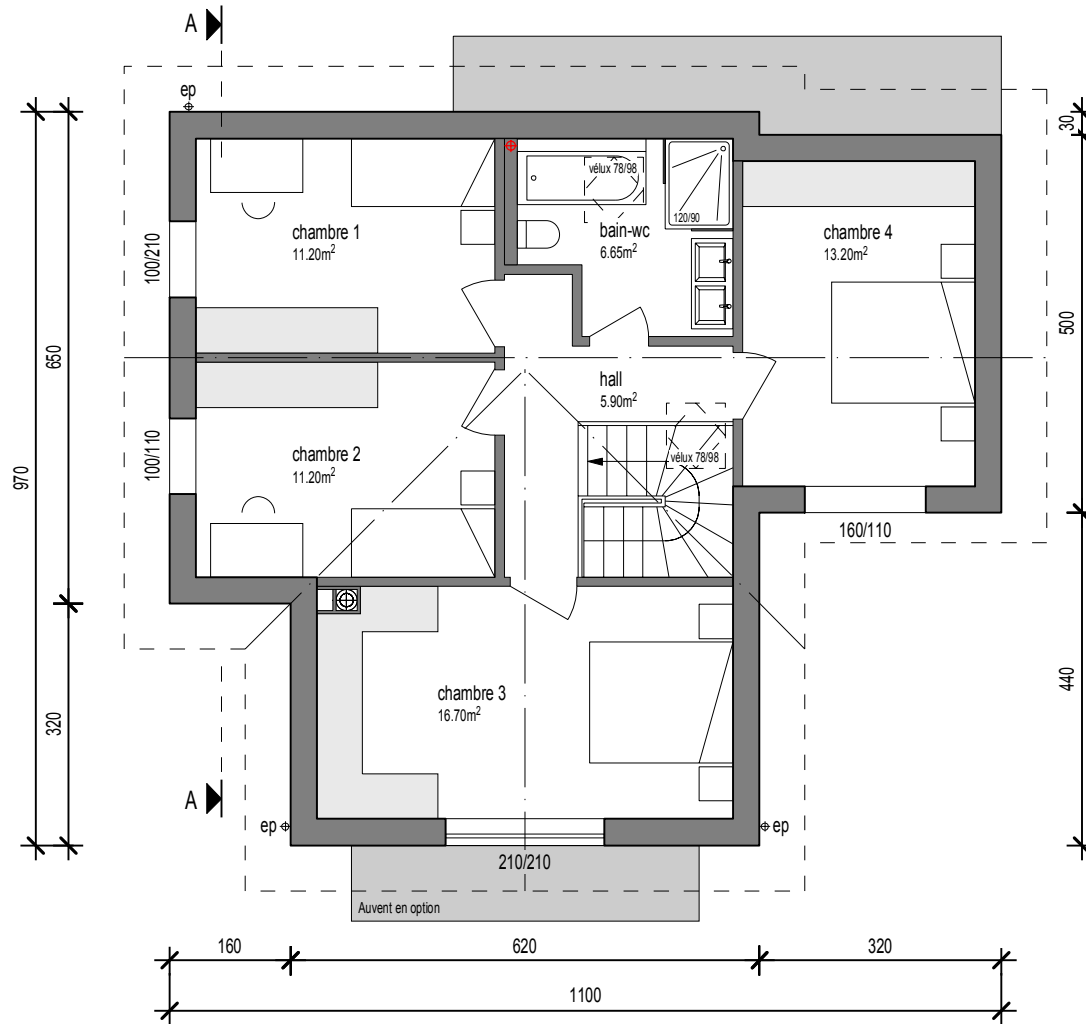 A
ep
30
vélux 78/98
chambre 1
11.20m²
bain-wc
6.65m²
120/90
chambre 4
13.20m²
100/210
650
500
hall
5.90m²
970
100/110
chambre 2
11.20m²
vélux 78/98
160/110
320
chambre 3
16.70m²
440
A
ep
ep
210/210
Auvent en option
160
620
320
1100